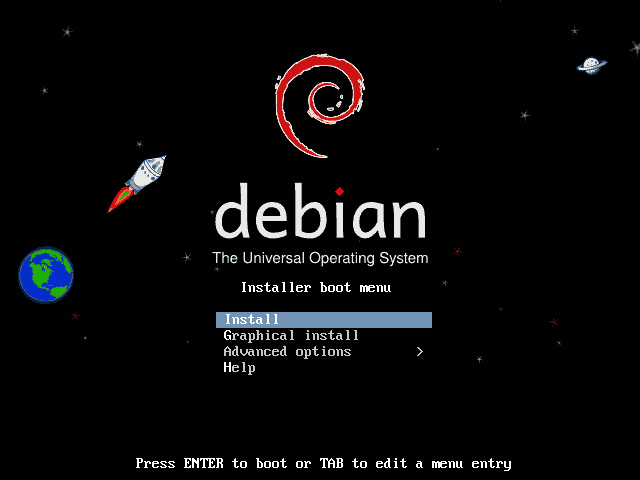 debian
The Universal Operating System
Installer boot menu
Install
Graphical install
Advanced options >
Help
Press ENTER to boot or TAB to edit a menu entry